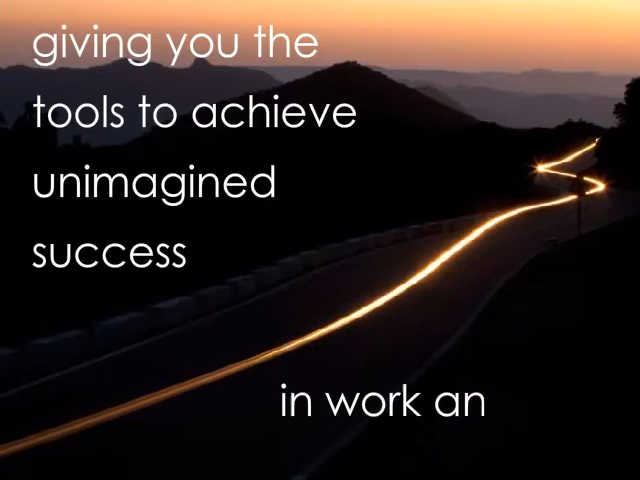 giving you the
tools to achieve
unimagined
success
in work an